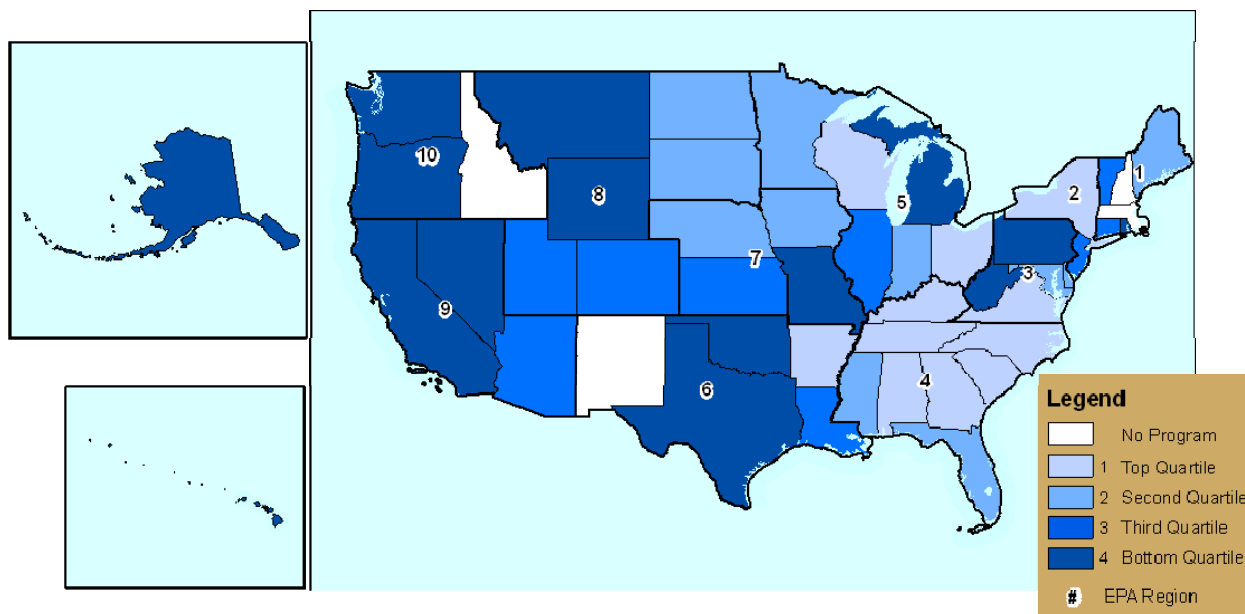 10
8
9
7
6
5
4
3
2
1
Legend
No Program
1 Top Quartile
2 Second Quartile
3 Third Quartile
4 Bottom Quartile
# EPA Region